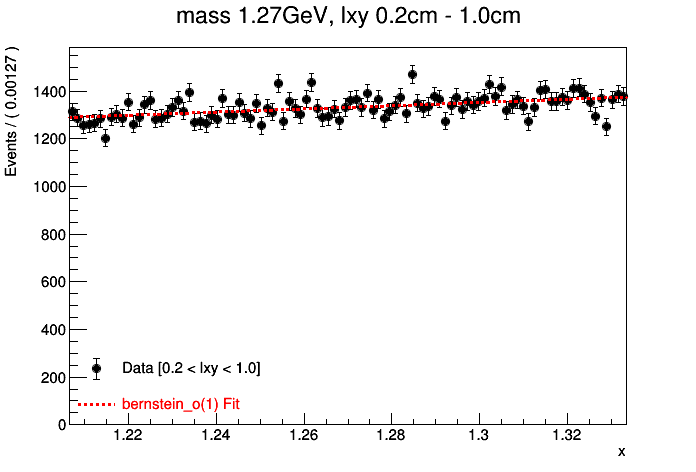 mass 1.27GeV, lxy 0.2cm - 1.0cm
Events / ( 0.00127 )
1400
1200
1000
800
600
400
200
0
Data [0.2 < lxy < 1.0]
bernstein_o(1) Fit
1.22 1.24 1.26 1.28 1.3 1.32
x